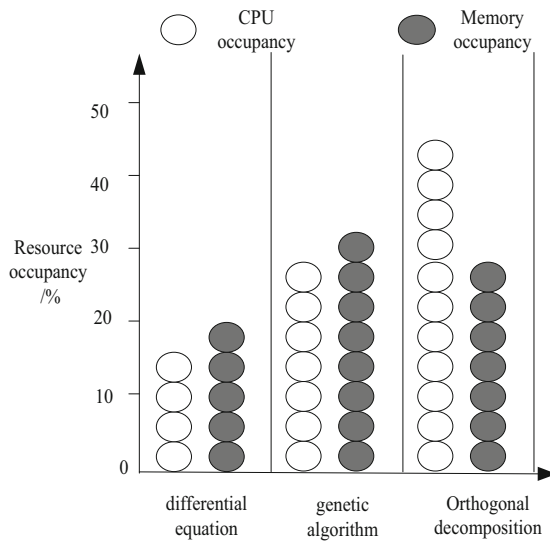 CPU
occupancy
Memory
occupancy
50
40
30
20
10
0
Resource
occupancy
/%
differential
equation
genetic
algorithm
Orthogonal
decomposition